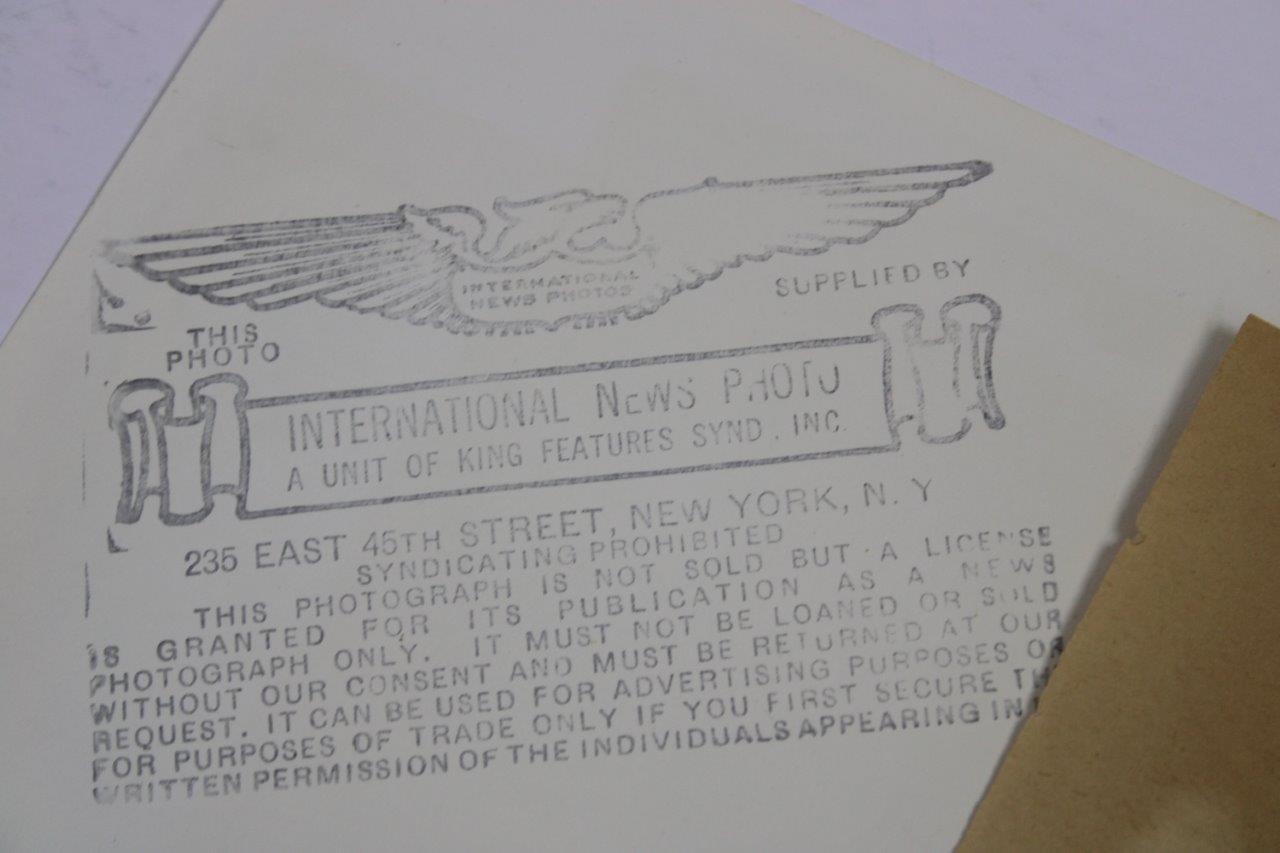 INTERNATIONAL
NEWS PHOTOS
SUPPLIED BY
THIS
PHOTO
INTERNATIONAL NEWS PHOTO
A UNIT OF KING FEATURES SYND. INC.
235 EAST 45TH STREET, NEW YORK, N. Y
SYNDICATING PROHIBITED
THIS PHOTOGRAPH IS NOT SOLD BUT A LICENSE
IS GRANTED FOR ITS PUBLICATION AS A NEWS
PHOTOGRAPH ONLY. IT MUST NOT BE LOANED OR SOLD
WITHOUT OUR CONSENT AND MUST BE RETURNED AT OUR
REQUEST. IT CAN BE USED FOR ADVERTISING PURPOSES OR
FOR PURPOSES OF TRADE ONLY IF YOU FIRST SECURE
WRITTEN PERMISSION OF THE INDIVIDUALS APPEARING IN